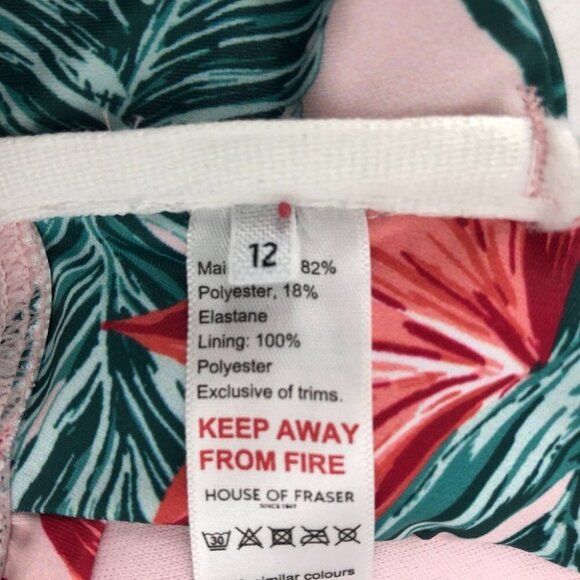 12
82%
Polyester, 18%
Elastane
Lining: 100%
Polyester
Exclusive of trims.
KEEP AWAY
FROM FIRE
HOUSE OF FRASER
30
similar colours